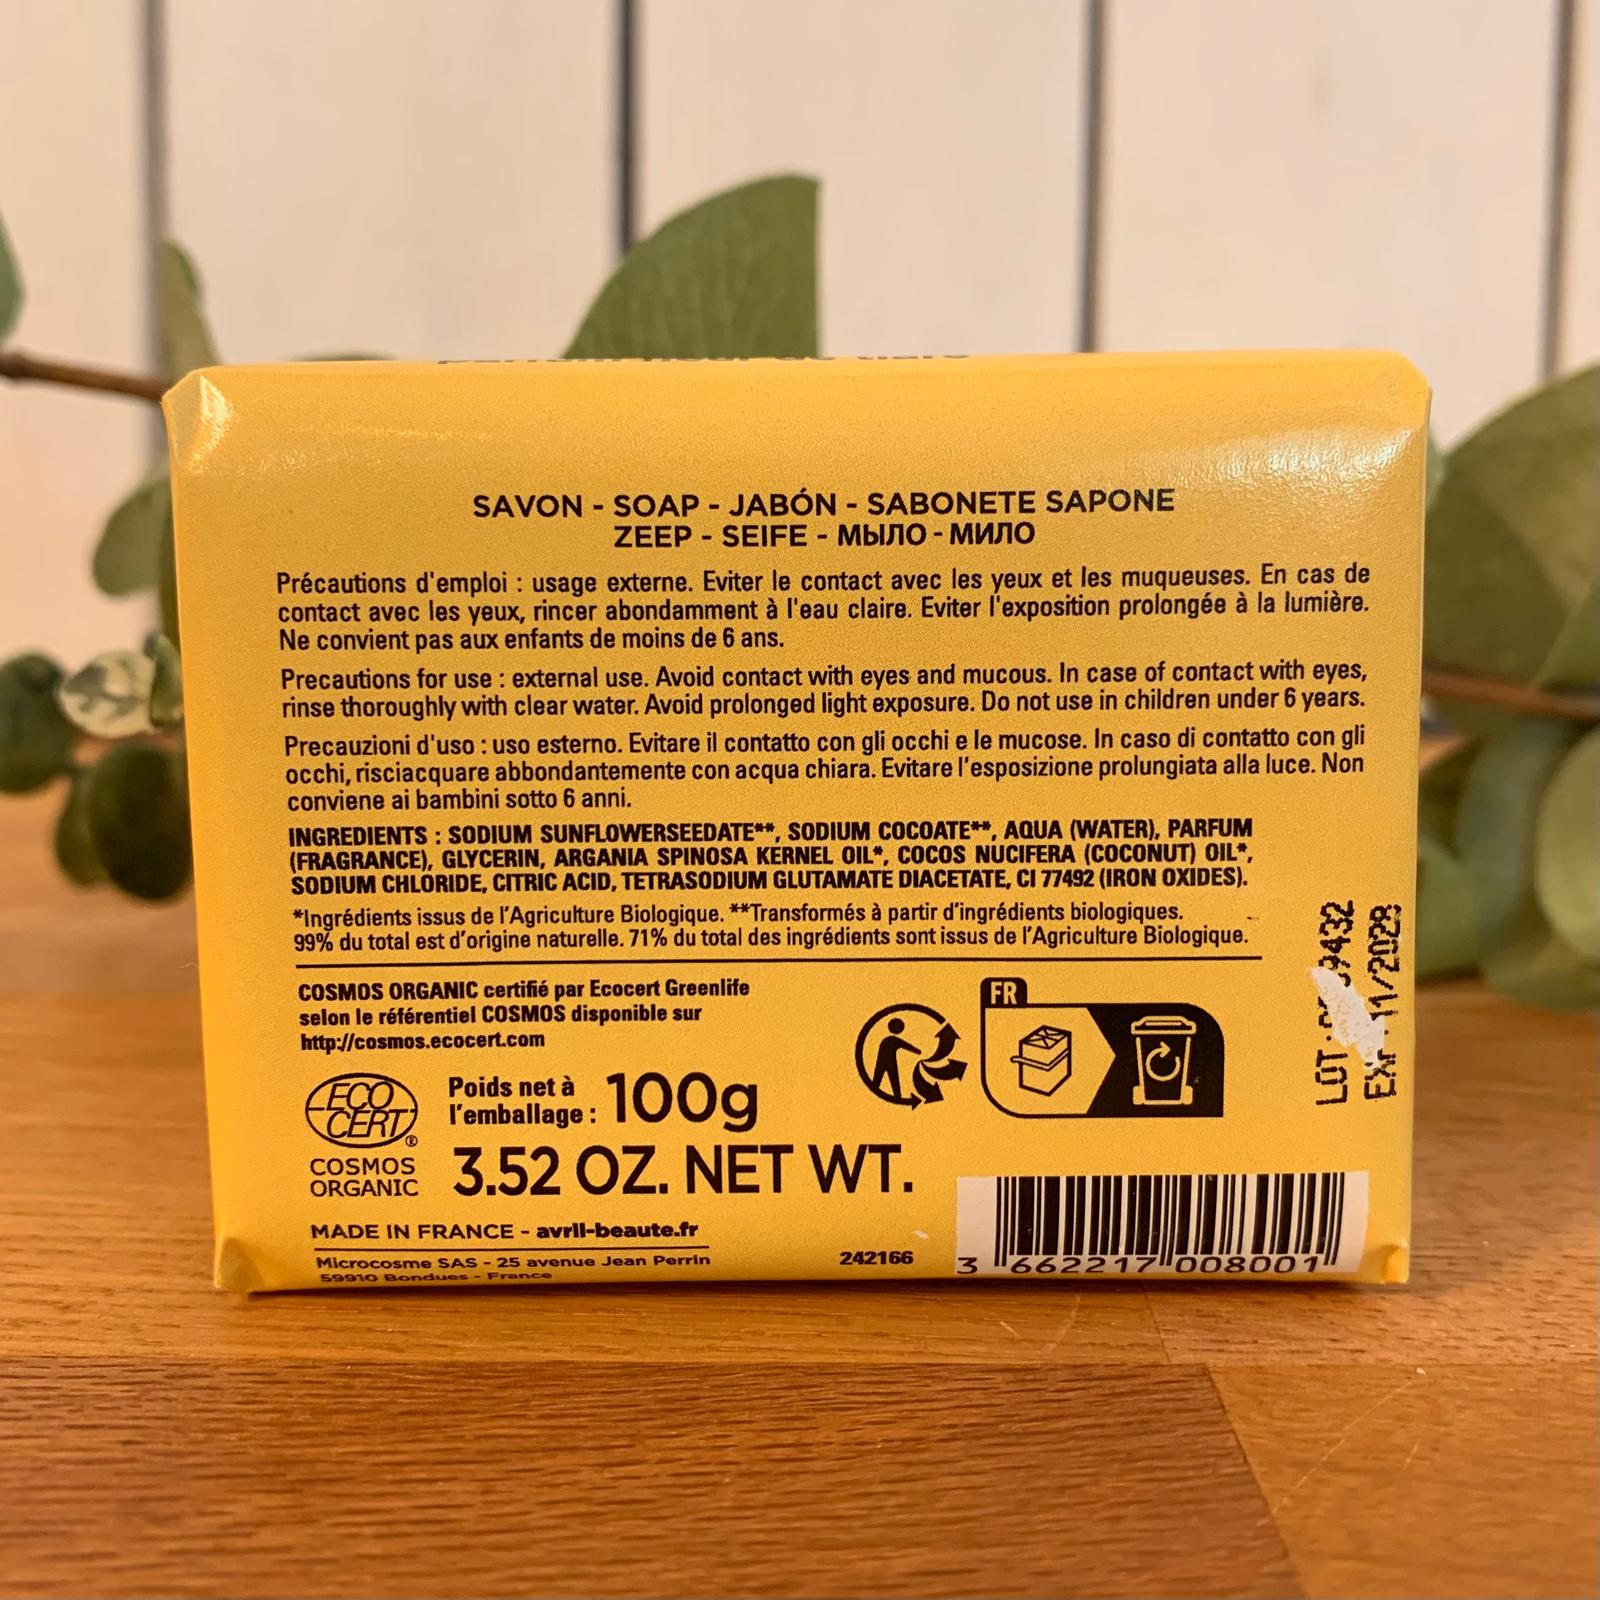 parfum fleur de tiaré
SAVON - SOAP - JABÓN - SABONETE SAPONE
ZEEP - SEIFE - МЫЛО - МИЛО
Précautions d'emploi : usage externe. Eviter le contact avec les yeux et les muqueuses. En cas de
contact avec les yeux, rincer abondamment à l'eau claire. Eviter l'exposition prolongée à la lumière.
Ne convient pas aux enfants de moins de 6 ans.
Precautions for use : external use. Avoid contact with eyes and mucous. In case of contact with eyes,
rinse thoroughly with clear water. Avoid prolonged light exposure. Do not use in children under 6 years.
Precauzioni d'uso : uso esterno. Evitare il contatto con gli occhi e le mucose. In caso di contatto con gli
occhi, risciacquare abbondantemente con acqua chiara. Evitare l'esposizione prolungiata alla luce. Non
conviene ai bambini sotto 6 anni.
INGREDIENTS : SODIUM SUNFLOWERSEEDATE**, SODIUM COCOATE**, AQUA (WATER), PARFUM
(FRAGRANCE), GLYCERIN, ARGANIA SPINOSA KERNEL OIL*, COCOS NUCIFERA (COCONUT) OIL*,
SODIUM CHLORIDE, CITRIC ACID, TETRASODIUM GLUTAMATE DIACETATE, CI 77492 (IRON OXIDES).
*Ingrédients issus de l'Agriculture Biologique. **Transformés à partir d'ingrédients biologiques.
99% du total est d'origine naturelle. 71% du total des ingrédients sont issus de l'Agriculture Biologique.
COSMOS ORGANIC certifié par Ecocert Greenlife
selon le référentiel COSMOS disponible sur
http://cosmos.ecocert.com
FR
ECO
CERT®
COSMOS
ORGANIC
Poids net à
l'emballage : 100g
3.52 OZ. NET WT.
MADE IN FRANCE - avril-beaute.fr
Microcosme SAS - 25 avenue Jean Perrin
59910 Bondues - France
242166
3 662217 008001
LOT
11/2028